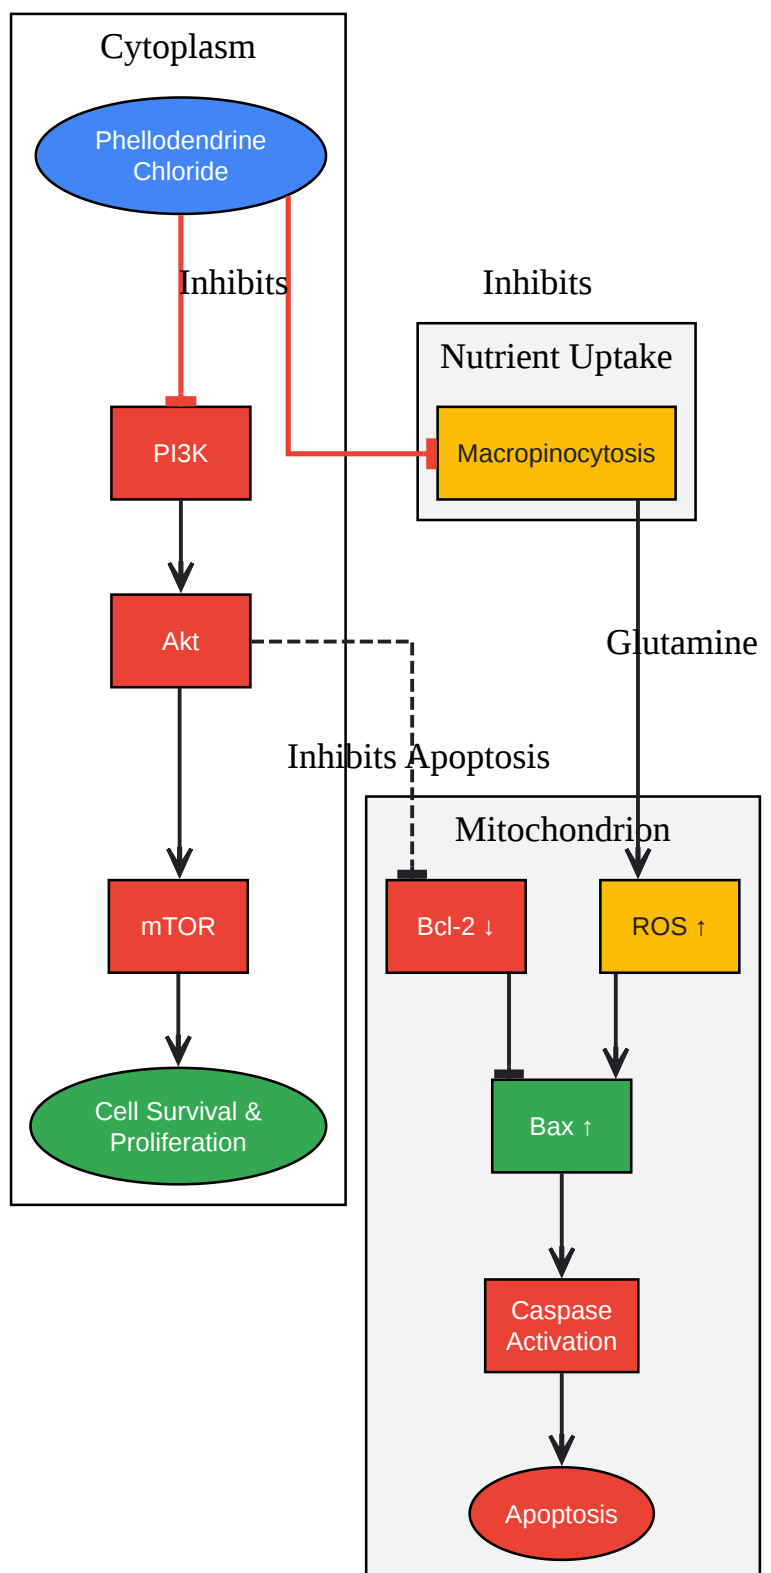 Cytoplasm
Phellodendrine
Chloride
Inhibits
Inhibits
Nutrient Uptake
PI3K
Macropinocytosis
Akt
Glutamine
Inhibits Apoptosis
Mitochondrion
mTOR
Bcl-2 ↓
ROS ↑
Cell Survival &
Proliferation
Bax ↑
Caspase
Activation
Apoptosis